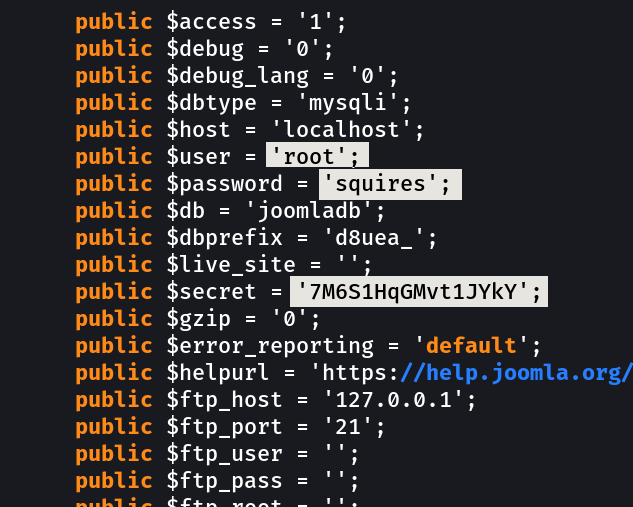 public $access = '1';
public $debug = '0';
public $debug_lang = '0';
public $dbtype = 'mysqli';
public $host = 'localhost';
public $user = 'root';
public $password = 'squires';
public $db = 'joomladb';
public $dbprefix = 'd8uea_';
public $live_site = '';
public $secret = '7M6S1HqGMvt1JYkY';
public $gzip = '0';
public $error_reporting = 'default';
public $helpurl = 'https://help.joomla.org/
public $ftp_host = '127.0.0.1';
public $ftp_port = '21';
public $ftp_user = '';
public $ftp_pass = '';
public $ftp_root = '';